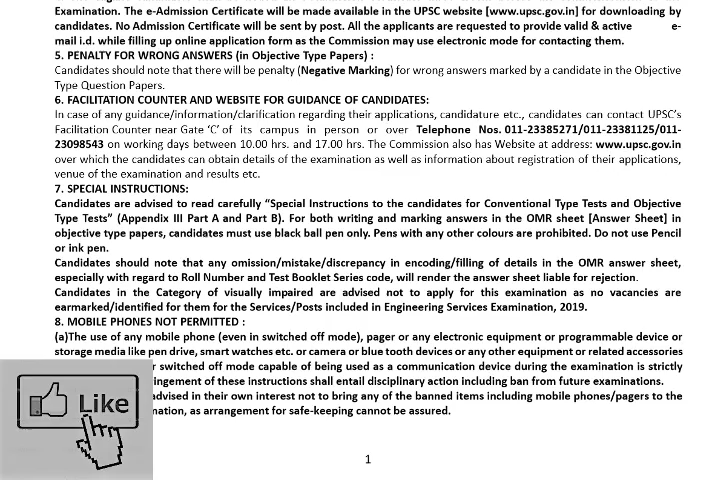 Examination. The e-Admission Certificate will be made available in the UPSC website [www.upsc.gov.in] for downloading by
candidates. No Admission Certificate will be sent by post. All the applicants are requested to provide valid & active e-
mail i.d. while filling up online application form as the Commission may use electronic mode for contacting them.
5. PENALTY FOR WRONG ANSWERS (in Objective Type Papers) :
Candidates should note that there will be penalty (Negative Marking) for wrong answers marked by a candidate in the Objective
Type Question Papers.
6. FACILITATION COUNTER AND WEBSITE FOR GUIDANCE OF CANDIDATES:
In case of any guidance/information/clarification regarding their applications, candidature etc., candidates can contact UPSC's
Facilitation Counter near Gate 'C' of its campus in person or over Telephone Nos. 011-23385271/011-23381125/011-
23098543 on working days between 10.00 hrs. and 17.00 hrs. The Commission also has Website at address: www.upsc.gov.in
over which the candidates can obtain details of the examination as well as information about registration of their applications,
venue of the examination and results etc.
7. SPECIAL INSTRUCTIONS:
Candidates are advised to read carefully "Special Instructions to the candidates for Conventional Type Tests and Objective
Type Tests" (Appendix III Part A and Part B). For both writing and marking answers in the OMR sheet [Answer Sheet] in
objective type papers, candidates must use black ball pen only. Pens with any other colours are prohibited. Do not use Pencil
or ink pen.
Candidates should note that any omission/mistake/discrepancy in encoding/filling of details in the OMR answer sheet,
especially with regard to Roll Number and Test Booklet Series code, will render the answer sheet liable for rejection.
Candidates in the Category of visually impaired are advised not to apply for this examination as no vacancies are
earmarked/identified for them for the Services/Posts included in Engineering Services Examination, 2019.
8. MOBILE PHONES NOT PERMITTED :
(a)The use of any mobile phone (even in switched off mode), pager or any electronic equipment or programmable device or
storage media like pen drive, smart watches etc. or camera or blue tooth devices or any other equipment or related accessories
r switched off mode capable of being used as a communication device during the examination is strictly
ingement of these instructions shall entail disciplinary action including ban from future examinations.
advised in their own interest not to bring any of the banned items including mobile phones/pagers to the
nation, as arrangement for safe-keeping cannot be assured.
Like
1